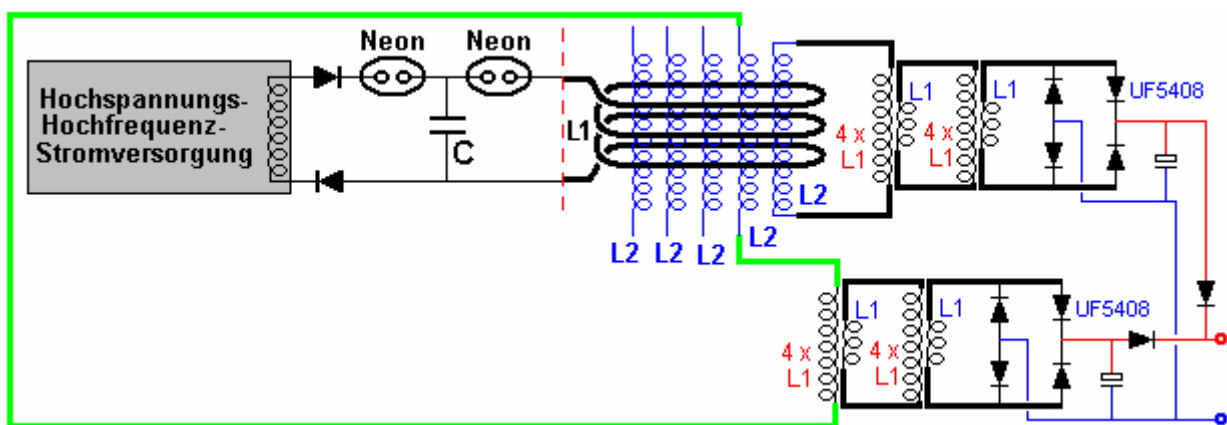 Neon
Neon
Hochspannungs-
Hochfrequenz-
Stromversorgung
C
L1
L2
L2
L2
L2
L2
4 x
L1
L1
4 x
L1
L1
UF5408
4 x
L1
L1
4 x
L1
L1
UF5408